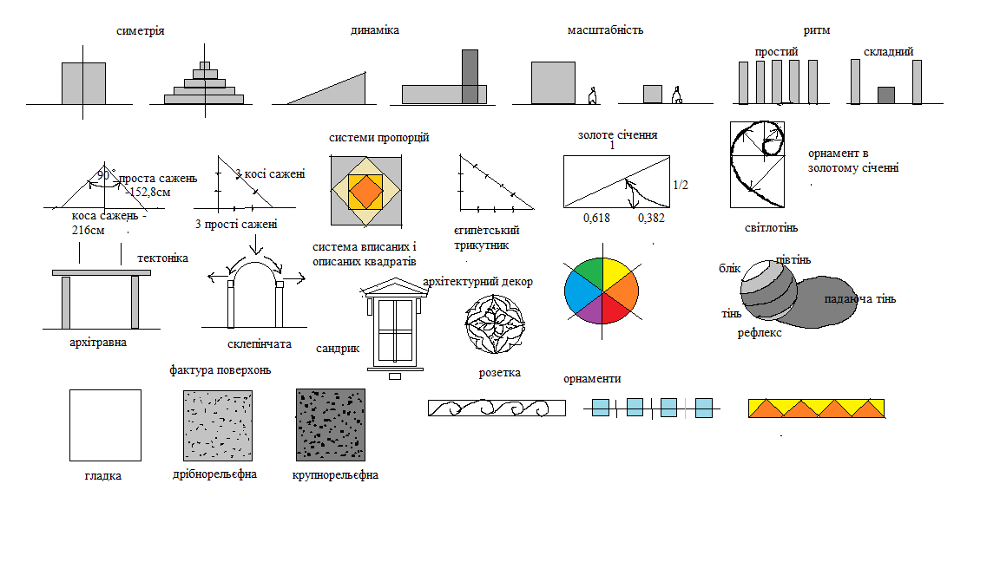 симетрія
динаміка
масштабність
ритм
простий
складний
системи пропорцій
золоте січення
1
90°
проста сажень
-152,8см
3 косі сажені
1/2
орнамент в
золотому січенні
коса сажень -
216см
3 прості сажені
єгипетський
трикутник
0,618
0,382
світлотінь
система вписаних і
описаних квадратів
тектоніка
архітектурний декор
блік
півтінь
падаюча тінь
тінь
рефлекс
архітравна
склепінчата
сандрик
розетка
фактура поверхонь
орнаменти
гладка
дрібнорельєфна
крупнорельєфна